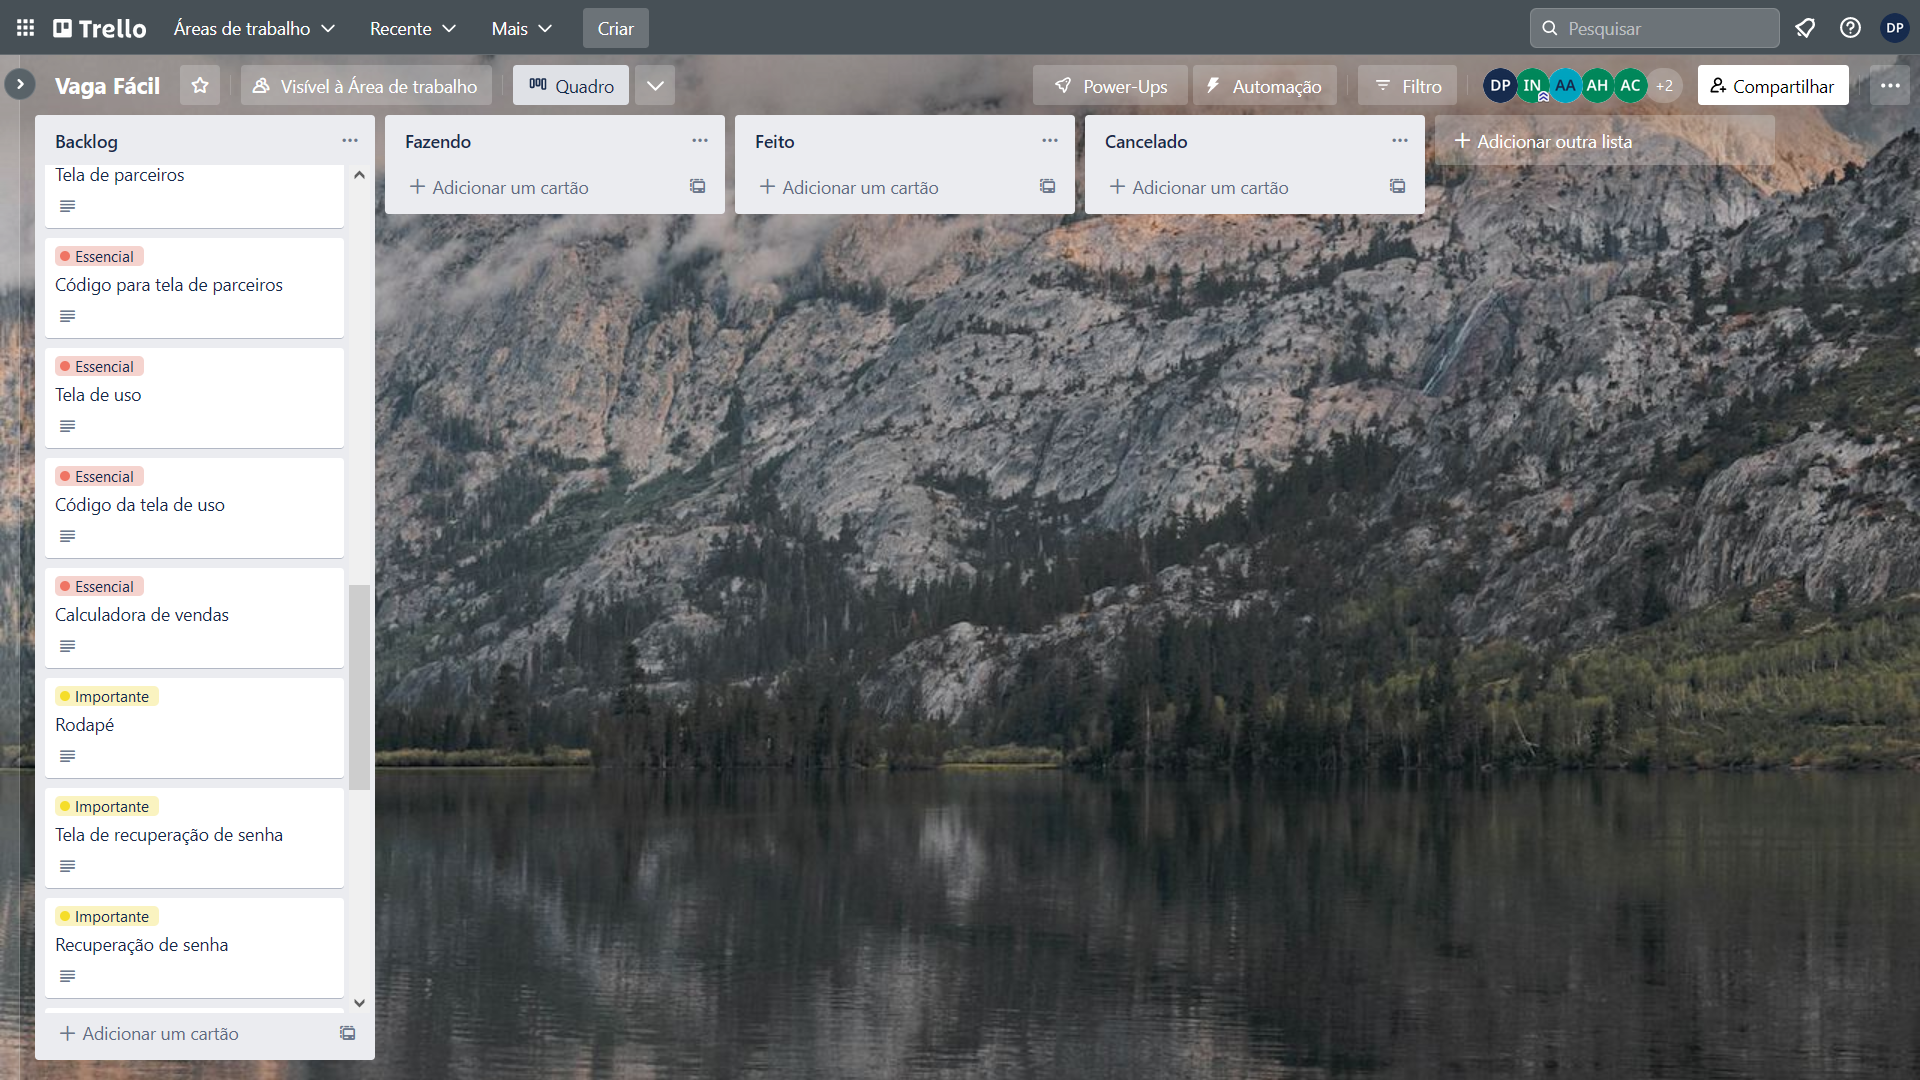 Trello
Áreas de trabalho
Recente
Mais
Criar
Pesquisar
DP
Vaga Fácil
Visível à Área de trabalho
Quadro
Power-Ups
Automação
Filtro
DP
IN
AA
AH
AC
+2
Compartilhar
Backlog
Tela de parceiros
Essencial
Código para tela de parceiros
Essencial
Tela de uso
Essencial
Código da tela de uso
Essencial
Calculadora de vendas
Importante
Rodapé
Importante
Tela de recuperação de senha
Importante
Recuperação de senha
Adicionar um cartão
Fazendo
Adicionar um cartão
Feito
Adicionar um cartão
Cancelado
Adicionar um cartão
Adicionar outra lista